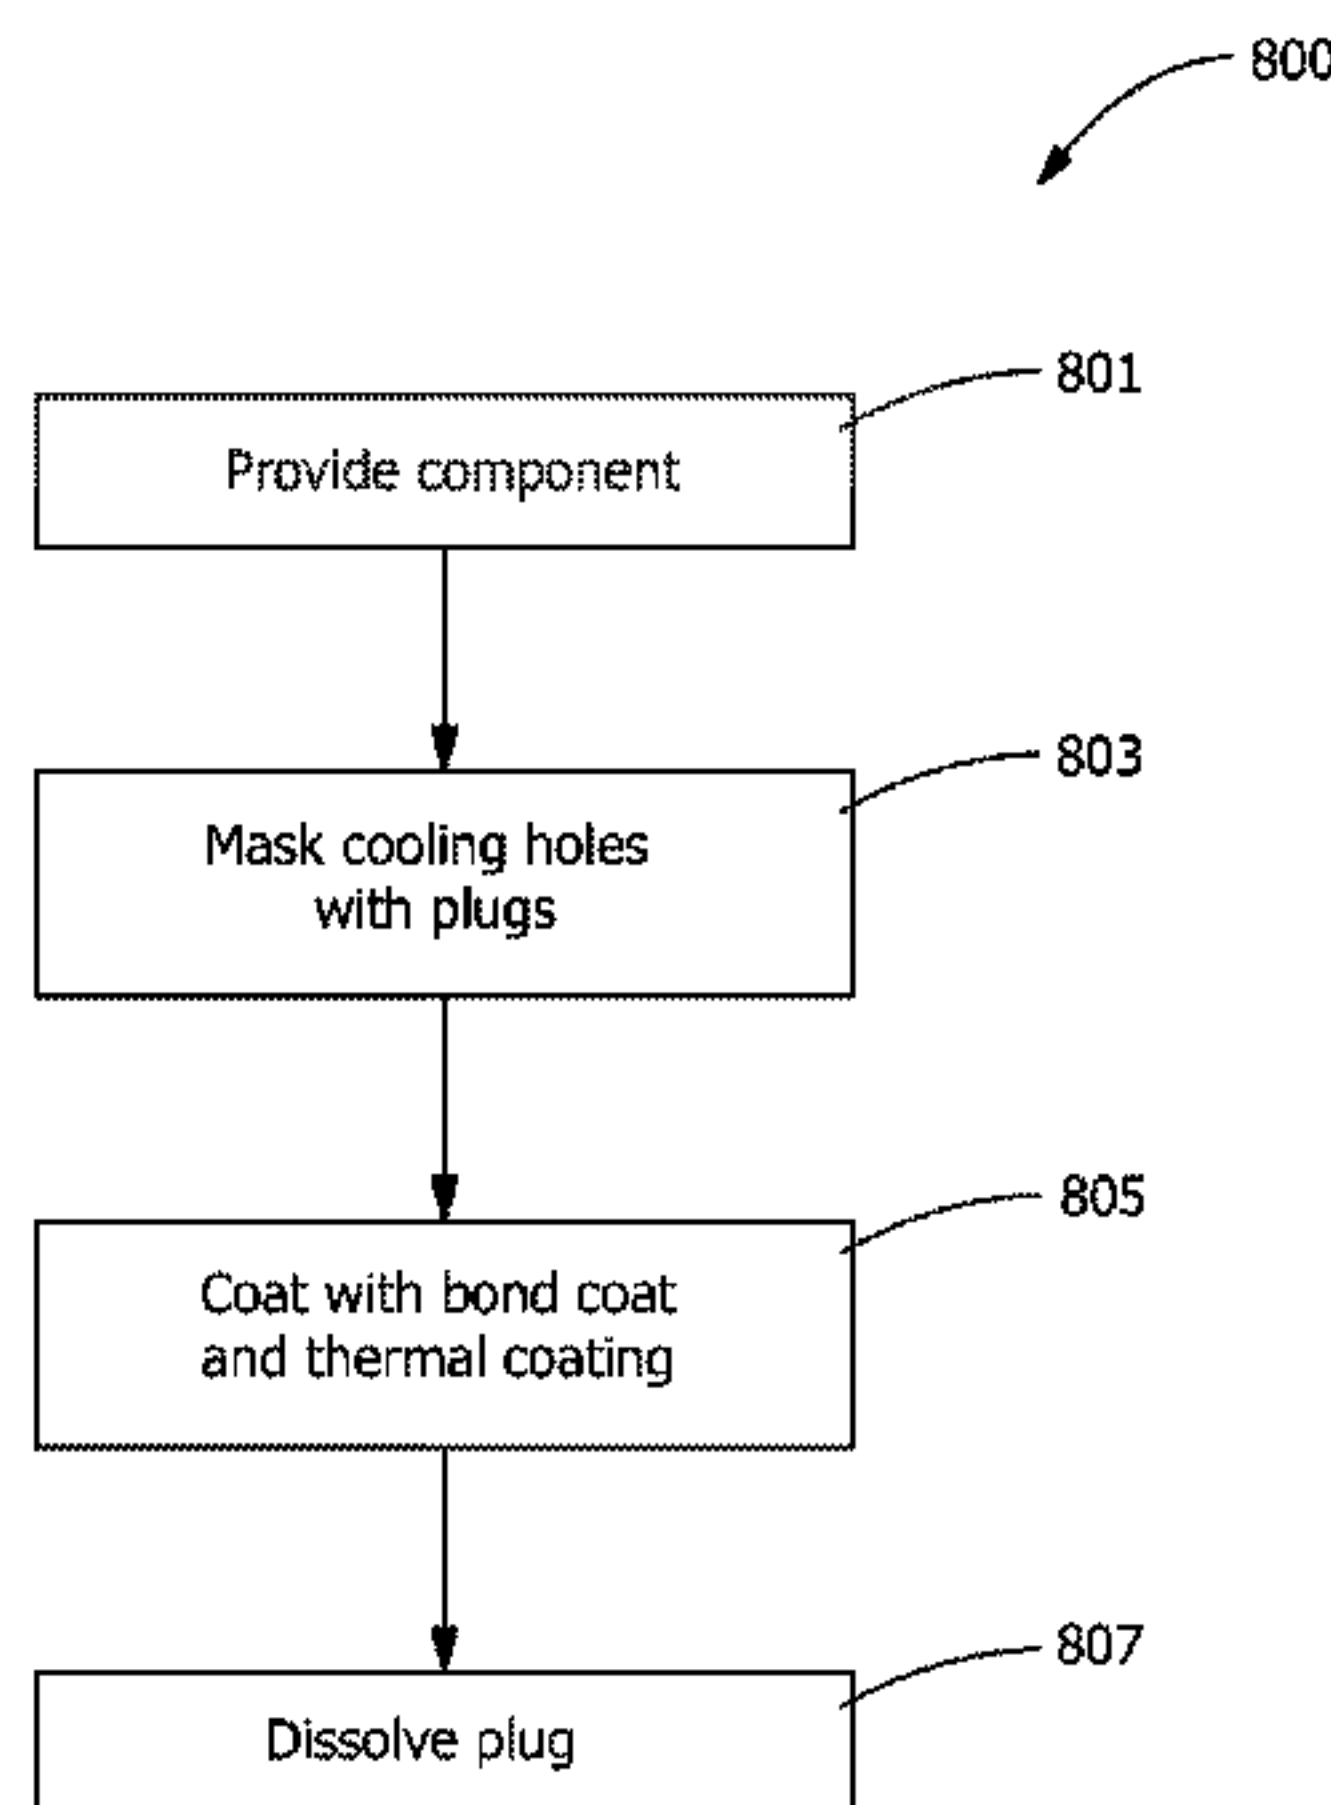 800
801
Provide component
803
Mask cooling holes
with plugs
805
Coat with bond coat
and thermal coating
807
Dissolve plug